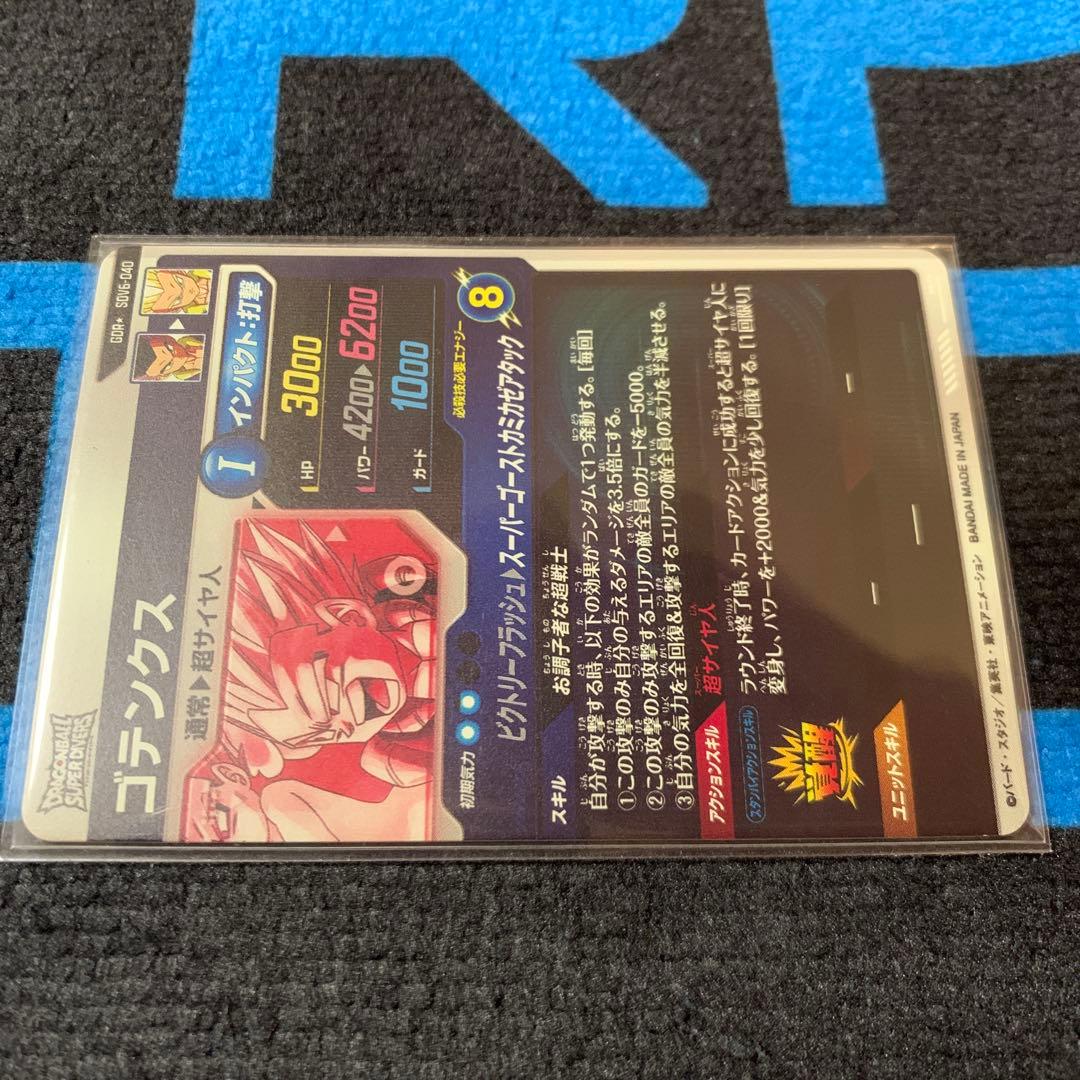 RP
GDR★ SDV6-040
DRAGONBALL
SUPER DIVERS
ゴテンクス
通常▶超サイヤ人
I インパクト:打撃
HP 3000
パワー 4200▶6200
ガード 1000
初期気力
必殺技必要エナジー
8
ビクトリーフラッシュ▶スーパーゴーストカミカゼアタック
スキル
お調子者な超戦士
自分が攻撃する時、以下の効果がランダムで1つ発動する。[毎回]
①この攻撃のみ自分の与えるダメージを3.5倍にする。
②この攻撃のみ攻撃するエリアの敵全員のガードを-5000。
③自分の気力を全回復&攻撃するエリアの敵全員の気力を半減させる。
アクションスキル
超サイヤ人
スタンバイアクションスキル
覚醒
ラウンド終了時、カードアクションに成功すると超サイヤ人に
変身し、パワーを+2000&気力を少し回復する。[1回限り]
ユニットスキル
©バード・スタジオ/集英社・東映アニメーション BANDAI MADE IN JAPAN